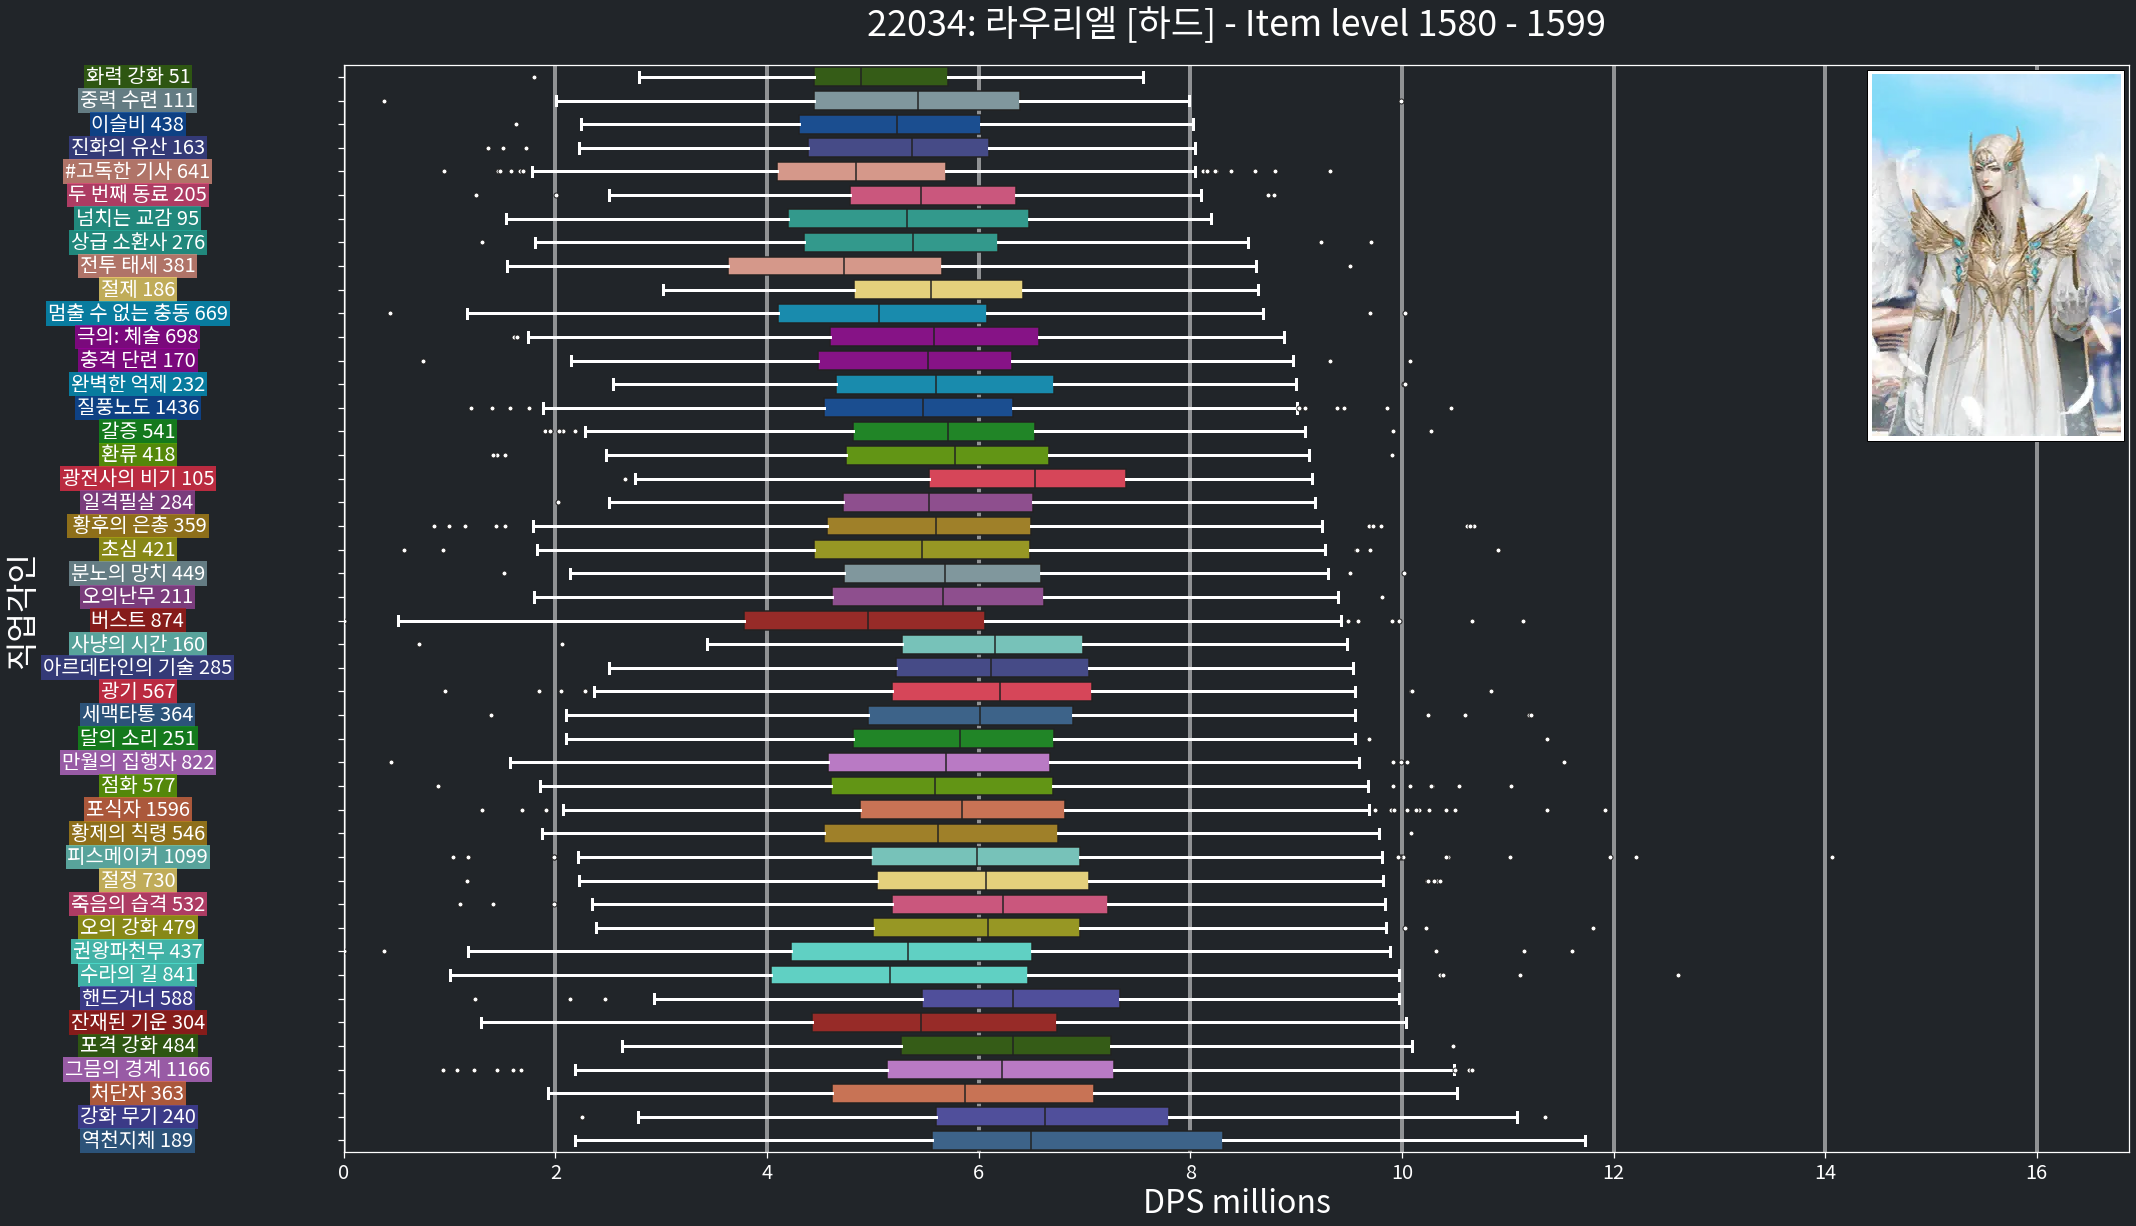 22034: 라우리엘 [하드] - Item level 1580 - 1599
화력 강화 51
중력 수련 111
이슬비 438
진화의 유산 163
#고독한 기사 641
두 번째 동료 205
넘치는 교감 95
상급 소환사 276
전투 태세 381
절제 186
멈출 수 없는 충동 669
극의: 체술 698
충격 단련 170
완벽한 억제 232
질풍노도 1436
갈증 541
환류 418
광전사의 비기 105
일격필살 284
황후의 은총 359
초심 421
분노의 망치 449
오의난무 211
버스트 874
사냥의 시간 160
아르데타인의 기술 285
광기 567
세맥타통 364
달의 소리 251
만월의 집행자 822
점화 577
포식자 1596
황제의 칙령 546
피스메이커 1099
절정 730
죽음의 습격 532
오의 강화 479
권왕파천무 437
수라의 길 841
핸드거너 588
잔재된 기운 304
포격 강화 484
그믐의 경계 1166
처단자 363
강화 무기 240
역천지체 189
직업각인
0 2 4 6 8 10 12 14 16
DPS millions